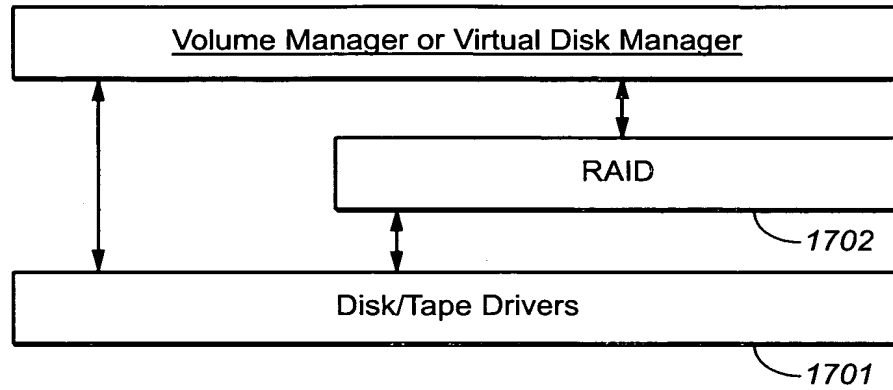 Volume Manager or Virtual Disk Manager
RAID
1702
Disk/Tape Drivers
1701